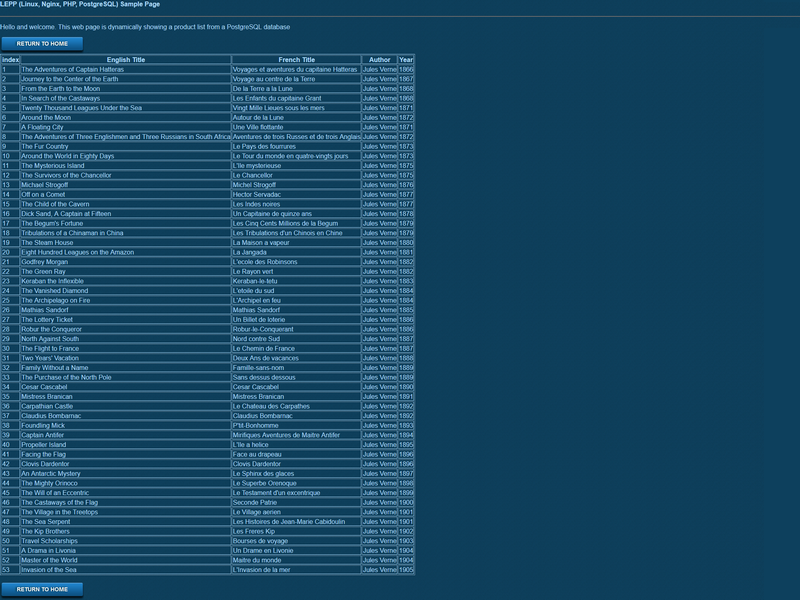 LEPP (Linux, Nginx, PHP, PostgreSQL) Sample Page
Hello and welcome. This web page is dynamically showing a product list from a PostgreSQL database
RETURN TO HOME
index English Title French Title Author Year
1 The Adventures of Captain Hatteras Voyages et aventures du capitaine Hatteras Jules Verne 1866
2 Journey to the Center of the Earth Voyage au centre de la Terre Jules Verne 1867
3 From the Earth to the Moon De la Terre a la Lune Jules Verne 1868
4 In Search of the Castaways Les Enfants du capitaine Grant Jules Verne 1868
5 Twenty Thousand Leagues Under the Sea Vingt Mille Lieues sous les mers Jules Verne 1871
6 Around the Moon Autour de la Lune Jules Verne 1872
7 A Floating City Une Ville flottante Jules Verne 1871
8 The Adventures of Three Englishmen and Three Russians in South Africa Aventures de trois Russes et de trois Anglais Jules Verne 1872
9 The Fur Country Le Pays des fourrures Jules Verne 1873
10 Around the World in Eighty Days Le Tour du monde en quatre-vingts jours Jules Verne 1873
11 The Mysterious Island L'Ile mysterieuse Jules Verne 1875
12 The Survivors of the Chancellor Le Chancellor Jules Verne 1875
13 Michael Strogoff Michel Strogoff Jules Verne 1876
14 Off on a Comet Hector Servadac Jules Verne 1877
15 The Child of the Cavern Les Indes noires Jules Verne 1877
16 Dick Sand, A Captain at Fifteen Un Capitaine de quinze ans Jules Verne 1878
17 The Begum's Fortune Les Cinq Cents Millions de la Begum Jules Verne 1879
18 Tribulations of a Chinaman in China Les Tribulations d'un Chinois en Chine Jules Verne 1879
19 The Steam House La Maison a vapeur Jules Verne 1880
20 Eight Hundred Leagues on the Amazon La Jangada Jules Verne 1881
21 Godfrey Morgan L'ecole des Robinsons Jules Verne 1882
22 The Green Ray Le Rayon vert Jules Verne 1882
23 Keraban the Inflexible Keraban-le-tetu Jules Verne 1883
24 The Vanished Diamond L'etoile du sud Jules Verne 1884
25 The Archipelago on Fire L'Archipel en feu Jules Verne 1884
26 Mathias Sandorf Mathias Sandorf Jules Verne 1885
27 The Lottery Ticket Un Billet de loterie Jules Verne 1886
28 Robur the Conqueror Robur-le-Conquerant Jules Verne 1886
29 North Against South Nord contre Sud Jules Verne 1887
30 The Flight to France Le Chemin de France Jules Verne 1887
31 Two Years' Vacation Deux Ans de vacances Jules Verne 1888
32 Family Without a Name Famille-sans-nom Jules Verne 1889
33 The Purchase of the North Pole Sans dessus dessous Jules Verne 1889
34 Cesar Cascabel Cesar Cascabel Jules Verne 1890
35 Mistress Branican Mistress Branican Jules Verne 1891
36 Carpathian Castle Le Chateau des Carpathes Jules Verne 1892
37 Claudius Bombarnac Claudius Bombarnac Jules Verne 1892
38 Foundling Mick P'tit-Bonhomme Jules Verne 1893
39 Captain Antifer Mirifiques Aventures de Maitre Antifer Jules Verne 1894
40 Propeller Island L'Ile a helice Jules Verne 1895
41 Facing the Flag Face au drapeau Jules Verne 1896
42 Clovis Dardentor Clovis Dardentor Jules Verne 1896
43 An Antarctic Mystery Le Sphinx des glaces Jules Verne 1897
44 The Mighty Orinoco Le Superbe Orenoque Jules Verne 1898
45 The Will of an Eccentric Le Testament d'un excentrique Jules Verne 1899
46 The Castaways of the Flag Seconde Patrie Jules Verne 1900
47 The Village in the Treetops Le Village aerien Jules Verne 1901
48 The Sea Serpent Les Histoires de Jean-Marie Cabidoulin Jules Verne 1901
49 The Kip Brothers Les Freres Kip Jules Verne 1902
50 Travel Scholarships Bourses de voyage Jules Verne 1903
51 A Drama in Livonia Un Drame en Livonie Jules Verne 1904
52 Master of the World Maitre du monde Jules Verne 1904
53 Invasion of the Sea L'Invasion de la mer Jules Verne 1905
RETURN TO HOME